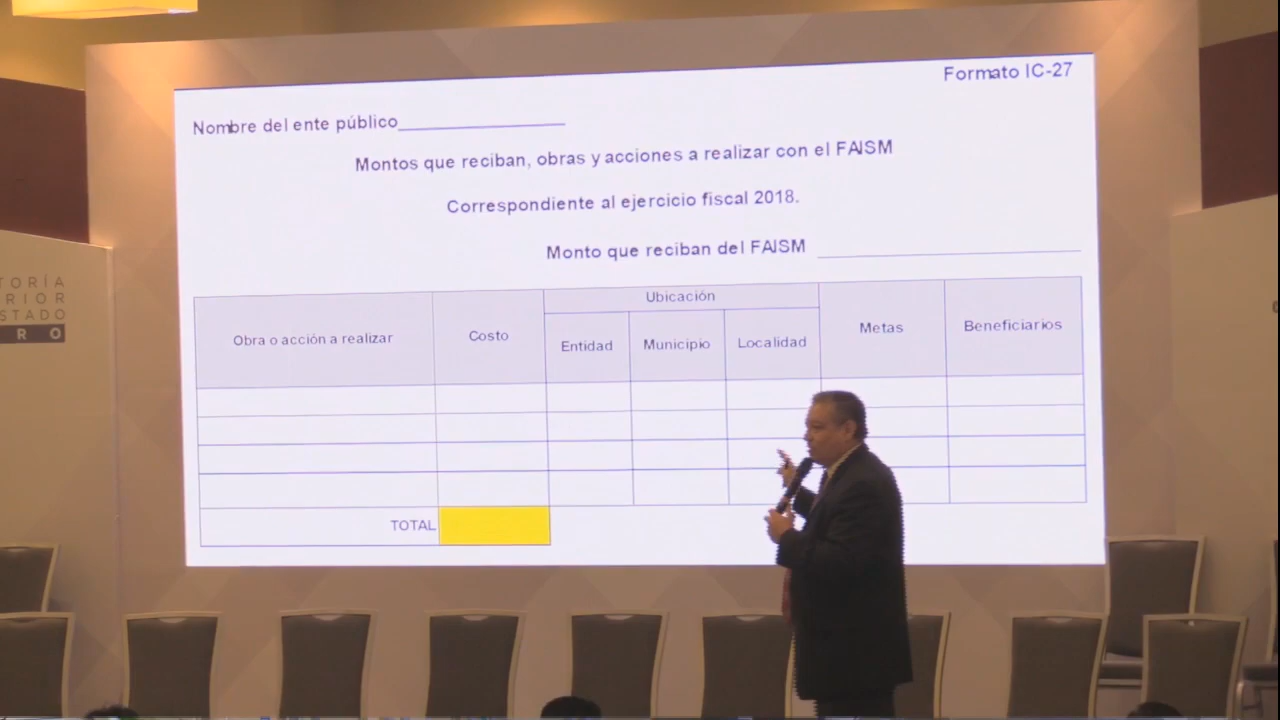 Formato IC-27
Nombre del ente público_______________
Montos que reciban, obras y acciones a realizar con el FAISM
Correspondiente al ejercicio fiscal 2018.
Monto que reciban del FAISM ________________________
Obra o acción a realizar
Costo
Ubicación
Entidad
Municipio
Localidad
Metas
Beneficiarios
TOTAL
TORÍA
RIOR
STADO
RO